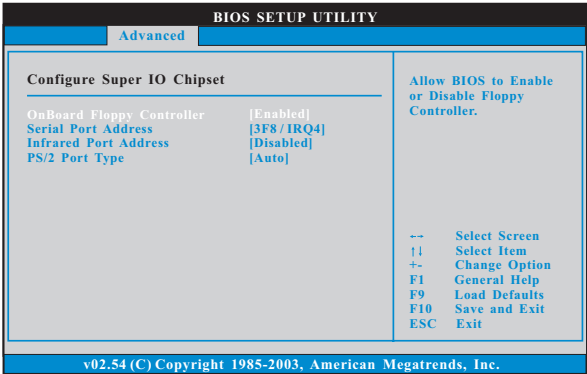 BIOS SETUP UTILITY
Advanced
Configure Super IO Chipset
OnBoard Floppy Controller [Enabled]
Serial Port Address [3F8 / IRQ4]
Infrared Port Address [Disabled]
PS/2 Port Type [Auto]
Allow BIOS to Enable
or Disable Floppy
Controller.
←→ Select Screen
↑↓ Select Item
+- Change Option
F1 General Help
F9 Load Defaults
F10 Save and Exit
ESC Exit
v02.54 (C) Copyright 1985-2003, American Megatrends, Inc.